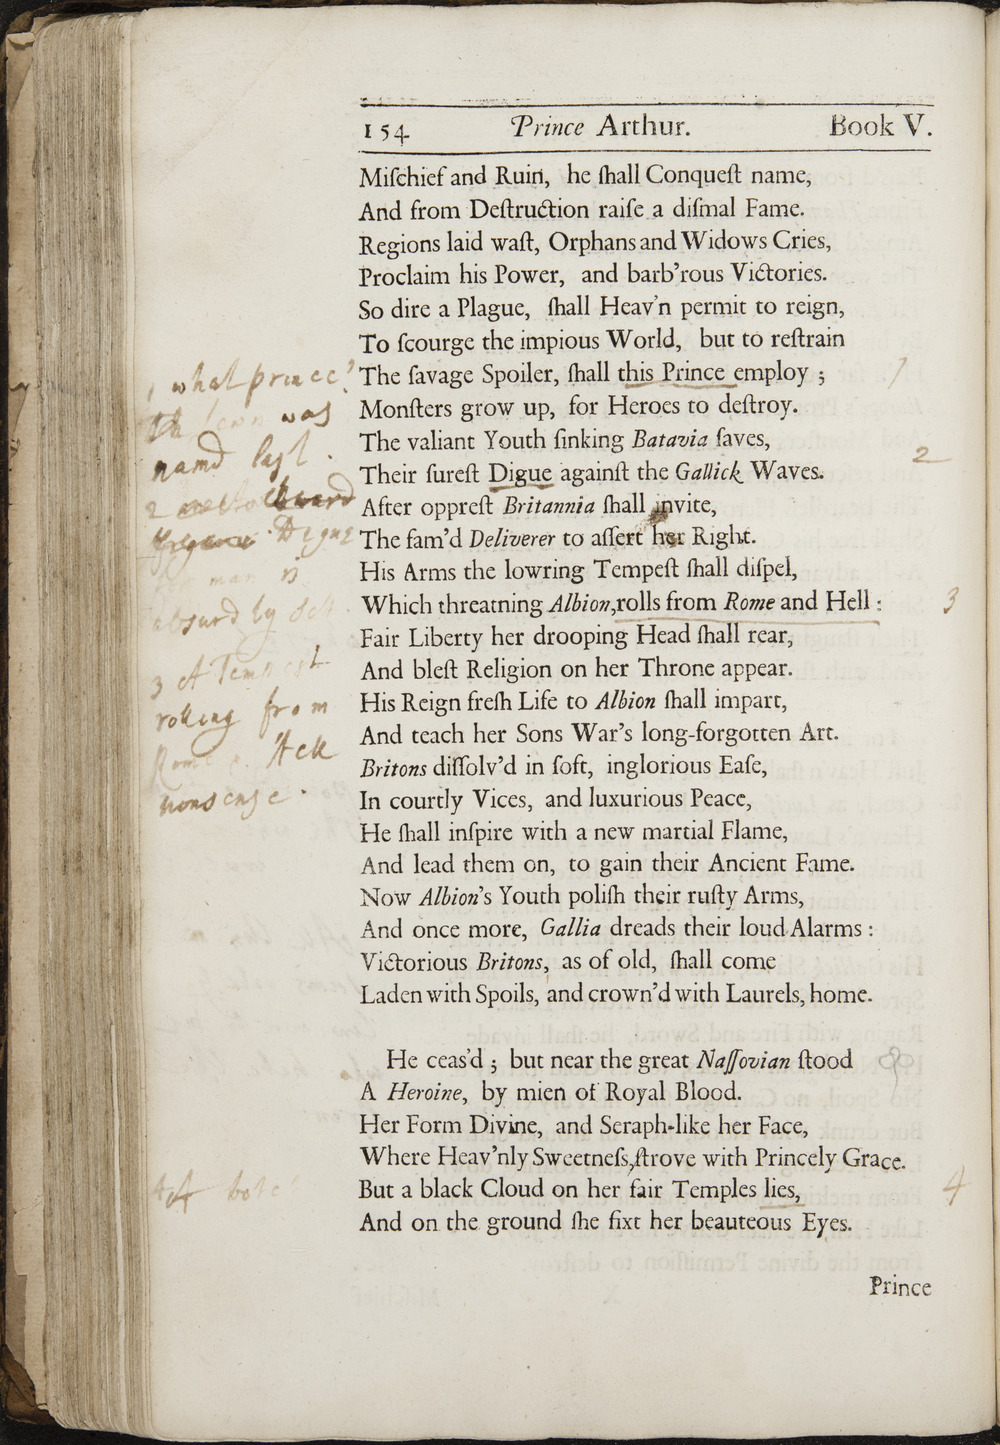 154 Prince Arthur. Book V.
Miſchief and Ruin, he ſhall Conqueſt name,
And from Deſtruction raiſe a diſmal Fame.
Regions laid waſt, Orphans and Widows Cries,
Proclaim his Power, and barb'rous Victories.
So dire a Plague, ſhall Heav'n permit to reign,
To ſcourge the impious World, but to reſtrain
The ſavage Spoiler, ſhall this Prince employ ;
Monſters grow up, for Heroes to deſtroy.
The valiant Youth ſinking Batavia ſaves,
Their ſureſt Digue againſt the Gallick Waves.
After oppreſt Britannia ſhall invite,
The fam'd Deliverer to aſſert her Right.
His Arms the lowring Tempeſt ſhall diſpel,
Which threatning Albion, rolls from Rome and Hell :
Fair Liberty her drooping Head ſhall rear,
And bleſt Religion on her Throne appear.
His Reign freſh Life to Albion ſhall impart,
And teach her Sons War's long-forgotten Art.
Britons diſſolv'd in ſoft, inglorious Eaſe,
In courtly Vices, and luxurious Peace,
He ſhall inſpire with a new martial Flame,
And lead them on, to gain their Ancient Fame.
Now Albion's Youth poliſh their ruſty Arms,
And once more, Gallia dreads their loud Alarms :
Victorious Britons, as of old, ſhall come
Laden with Spoils, and crown'd with Laurels, home.
He ceas'd ; but near the great Naſſovian ſtood
A Heroine, by mien of Royal Blood.
Her Form Divine, and Seraph-like her Face,
Where Heav'nly Sweetneſs, ſtrove with Princely Grace.
But a black Cloud on her fair Temples lies,
And on the ground ſhe fixt her beauteous Eyes.
Prince
1 what prince?
was
namd last.
2
Digue
man is
absurd by
3 A Tempest
rolling from
Rome
nonsense.
1
2
3
4